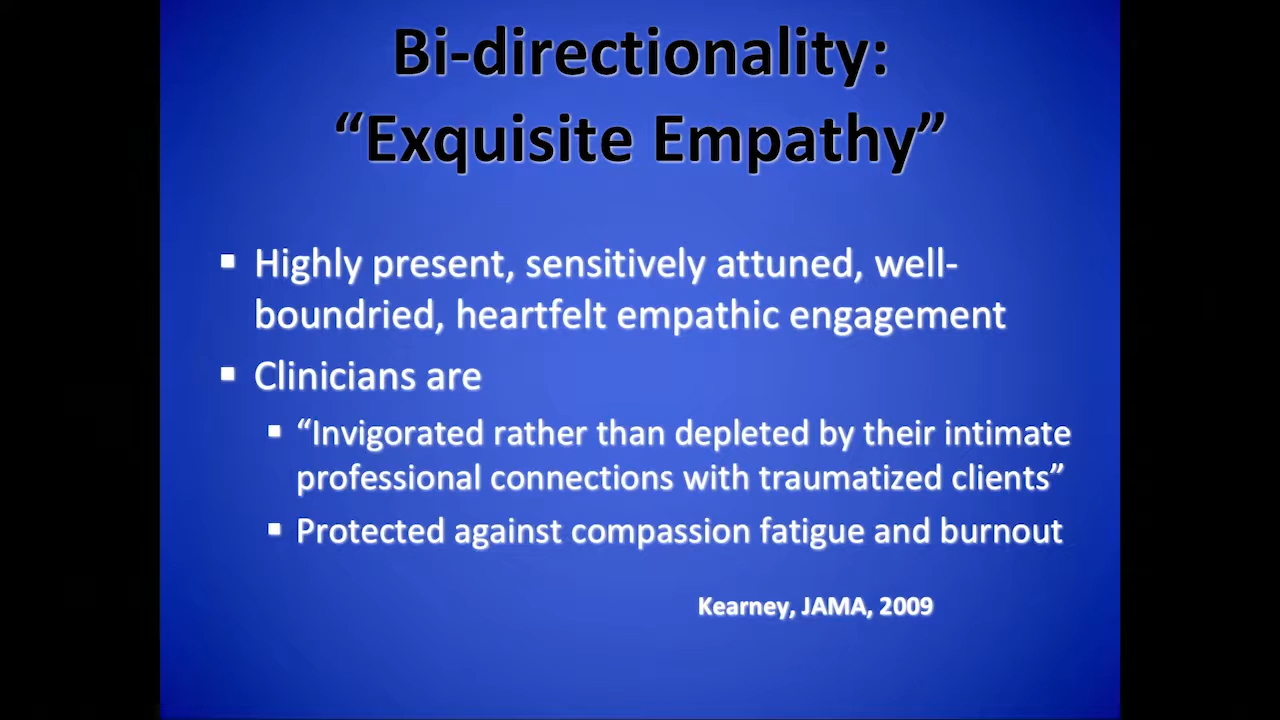 Bi-directionality:
“Exquisite Empathy”
▪ Highly present, sensitively attuned, well-
boundried, heartfelt empathic engagement
▪ Clinicians are
▪ “Invigorated rather than depleted by their intimate
professional connections with traumatized clients”
▪ Protected against compassion fatigue and burnout
Kearney, JAMA, 2009